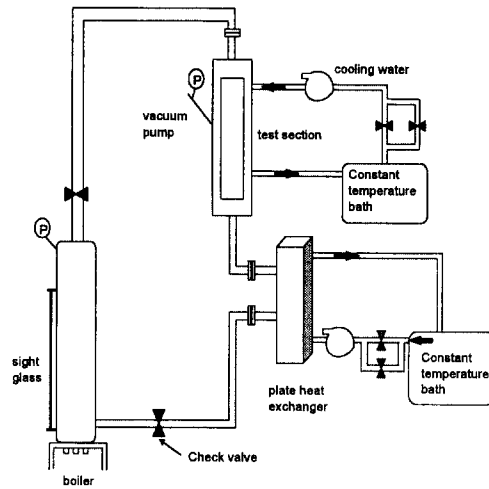 P
cooling water
vacuum
pump
test section
Constant
temperature
bath
P
sight
glass
plate heat
exchanger
Constant
temperature
bath
Check valve
boiler